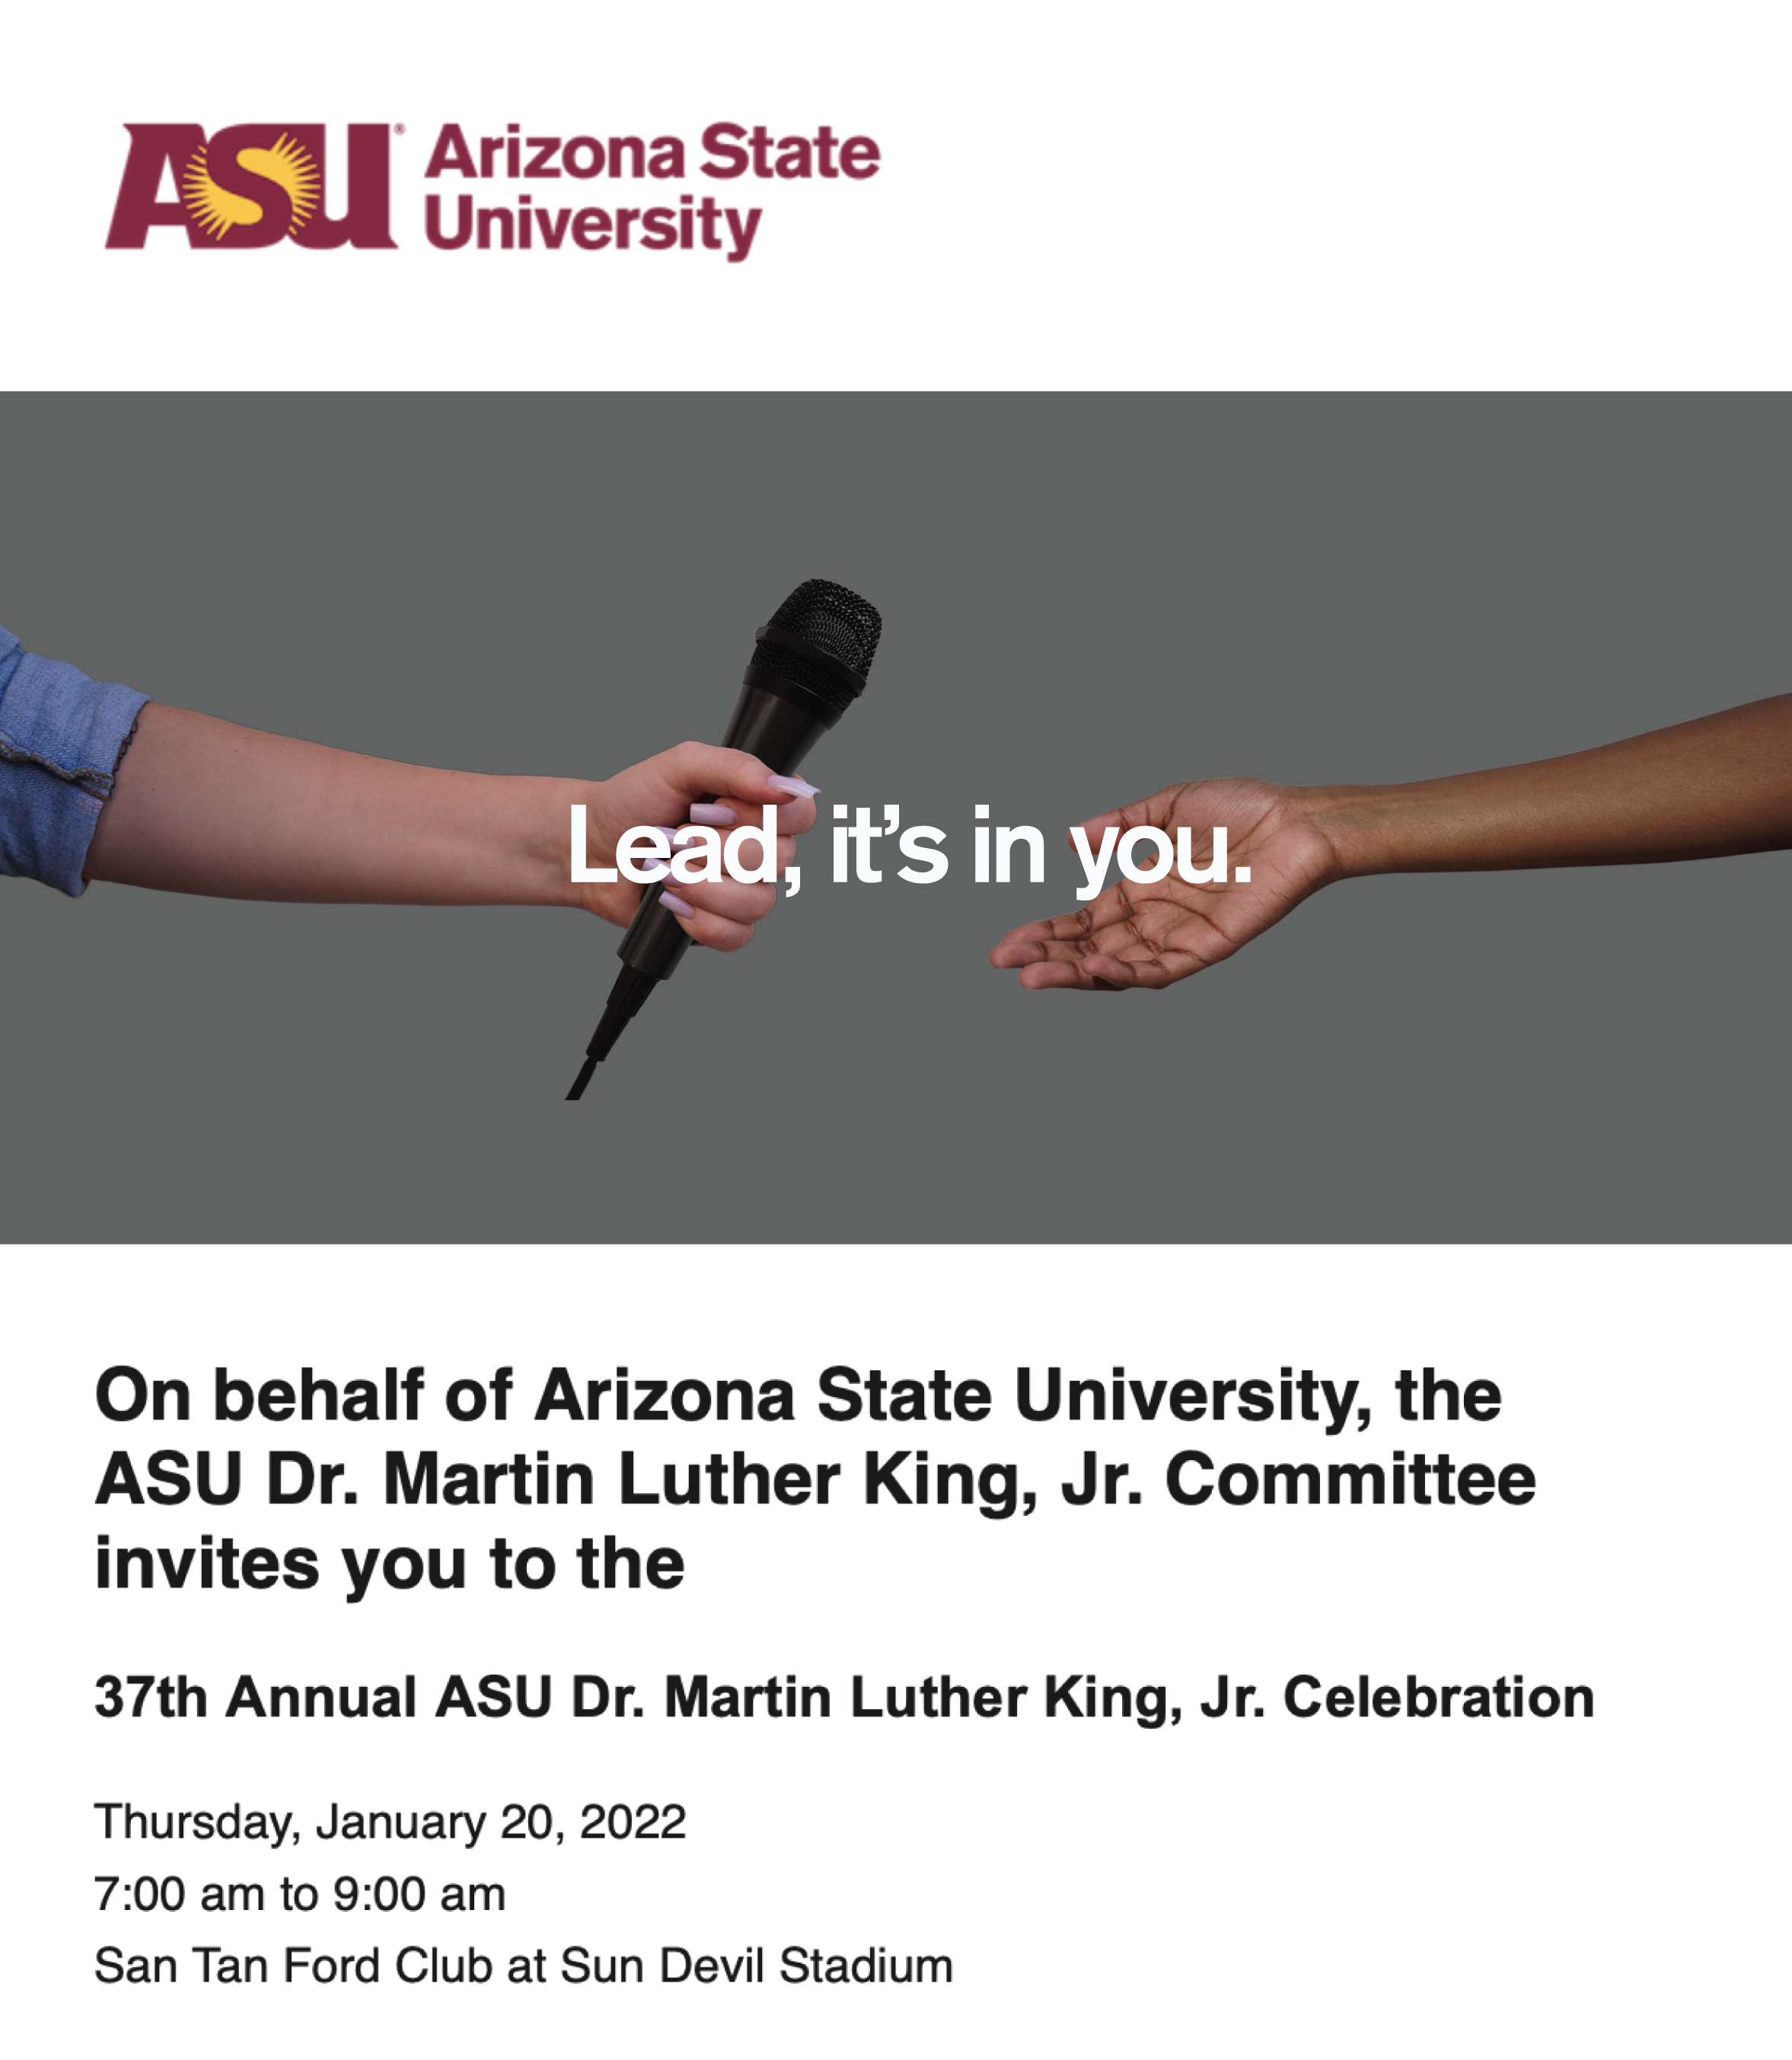 ASU® Arizona State
University
Lead, it’s in you.
On behalf of Arizona State University, the
ASU Dr. Martin Luther King, Jr. Committee
invites you to the
37th Annual ASU Dr. Martin Luther King, Jr. Celebration
Thursday, January 20, 2022
7:00 am to 9:00 am
San Tan Ford Club at Sun Devil Stadium